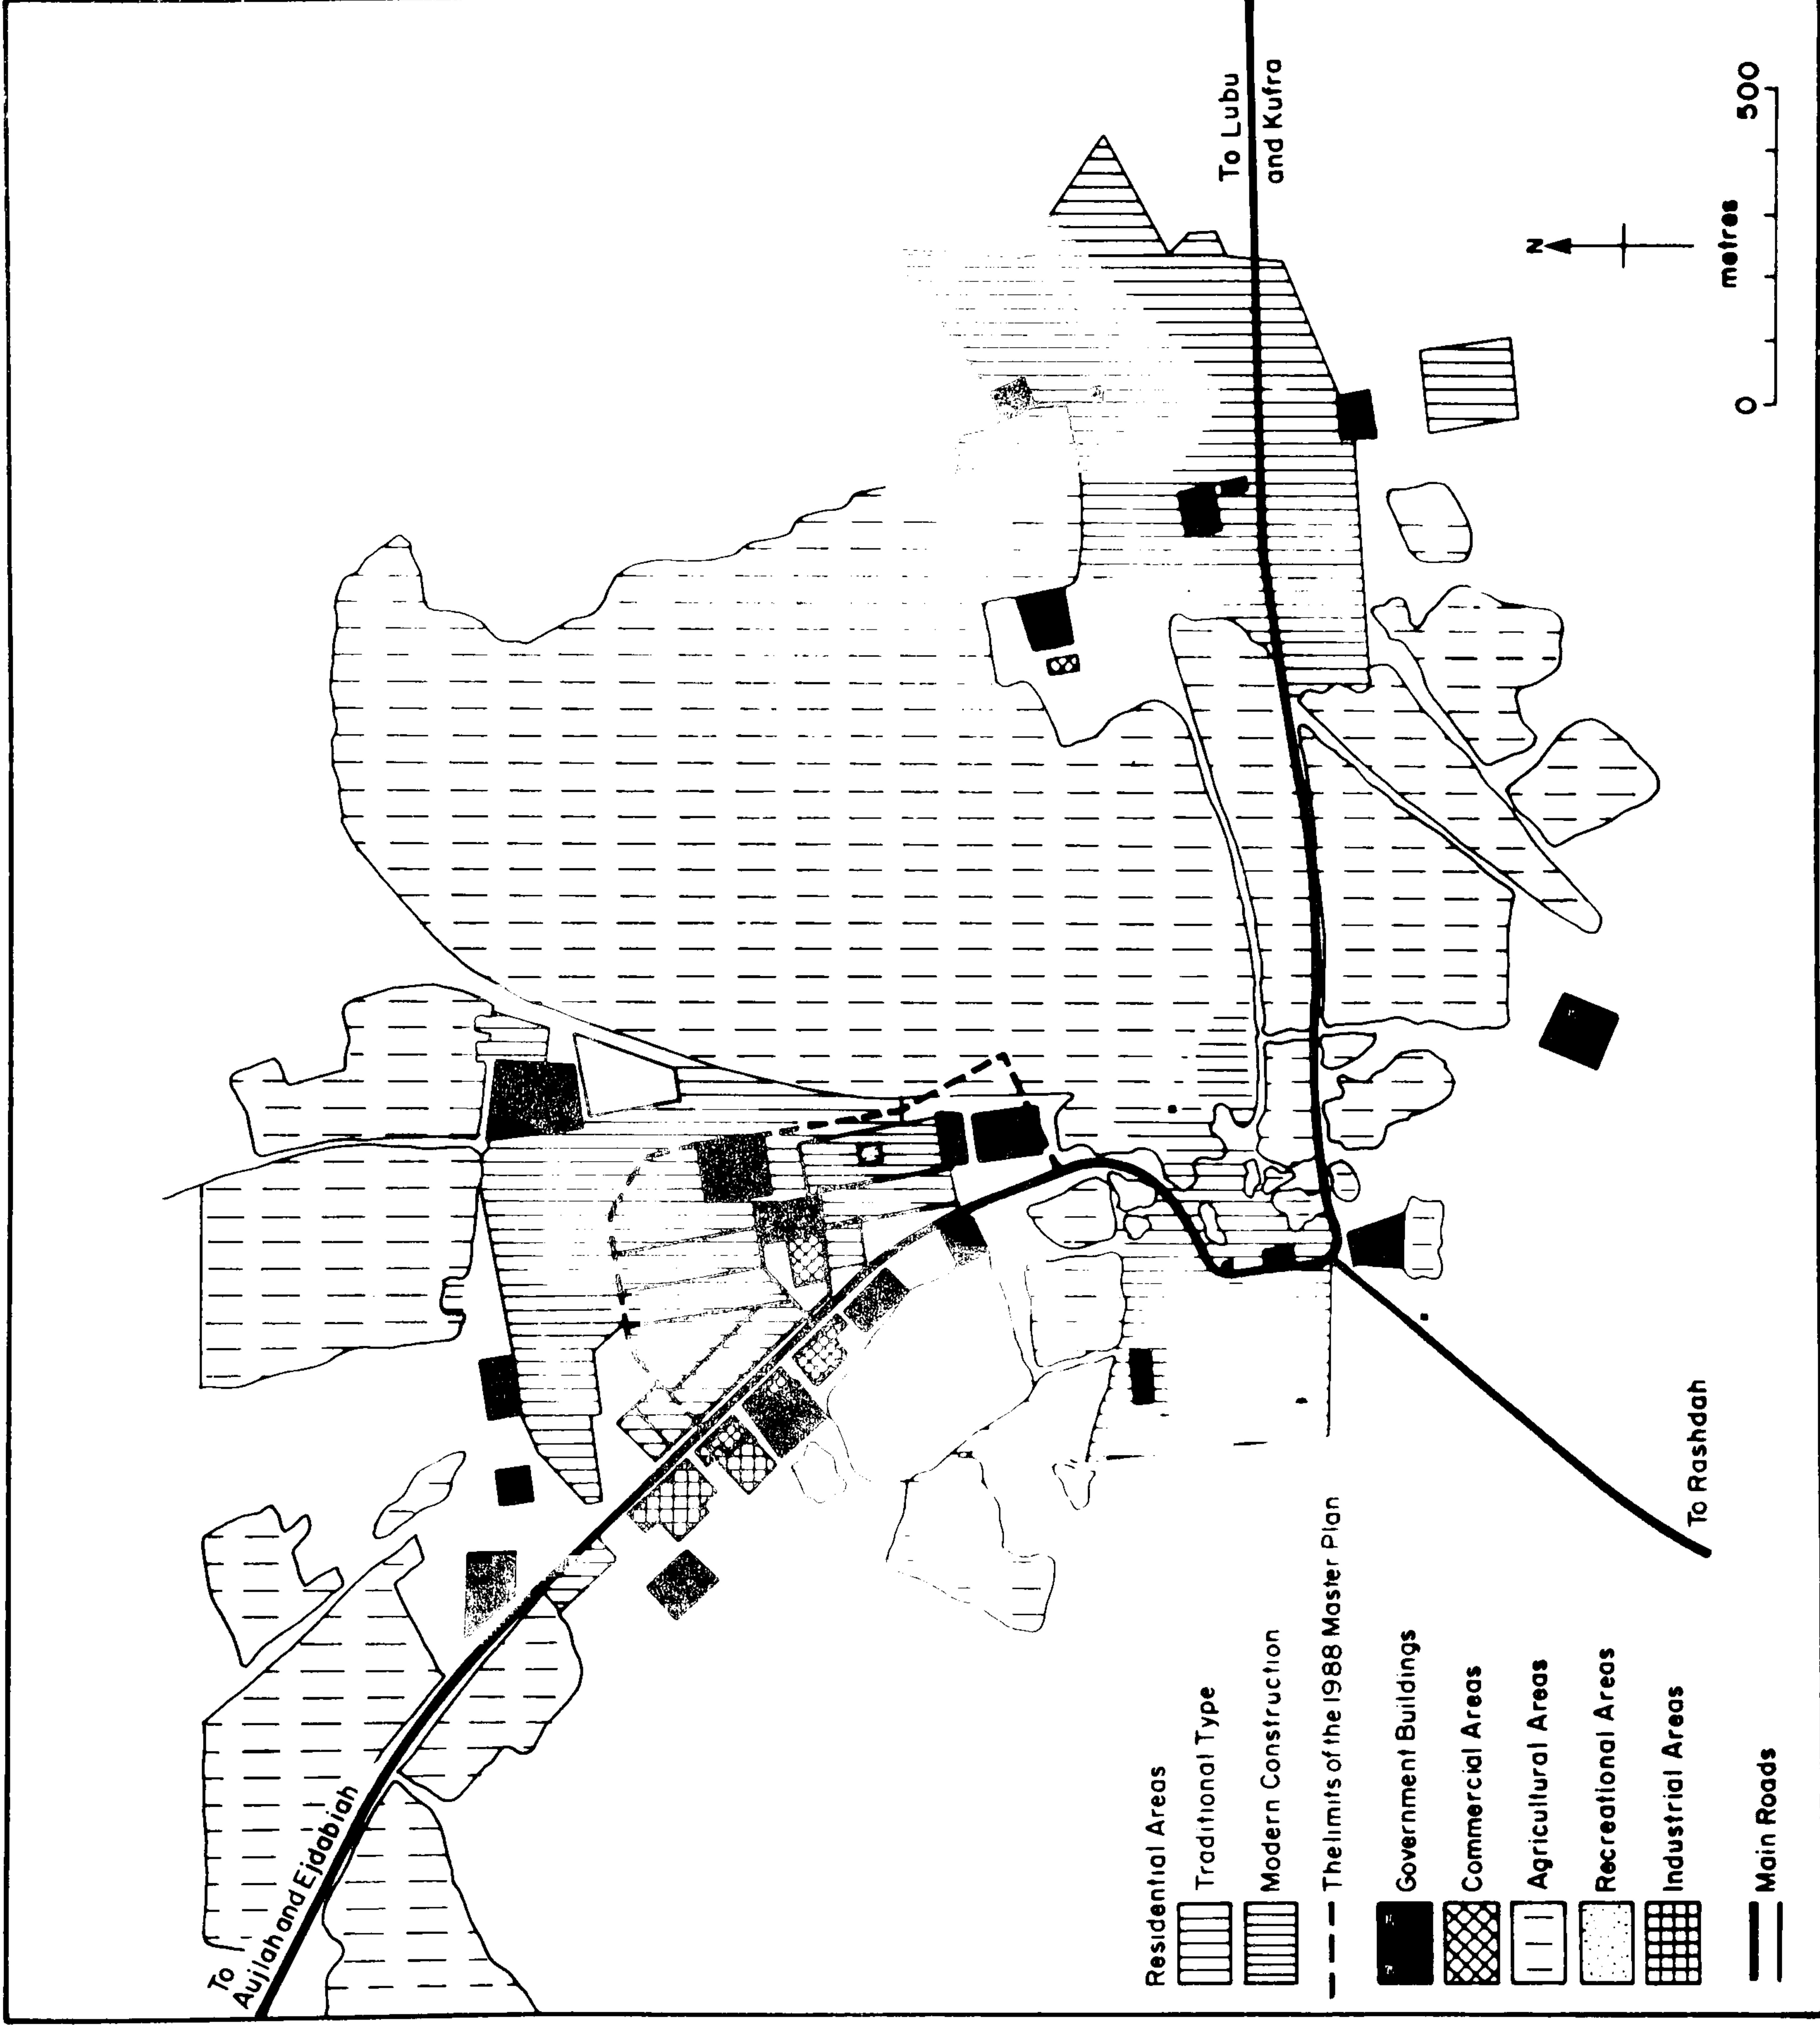 To
Aujlah and Ejdabiah
To Lubu
and Kufra
To Rashdah
N
metres
0
500
Residential Areas
Traditional Type
Modern Construction
The limits of the 1988 Master Plan
Government Buildings
Commercial Areas
Agricultural Areas
Recreational Areas
Industrial Areas
Main Roads